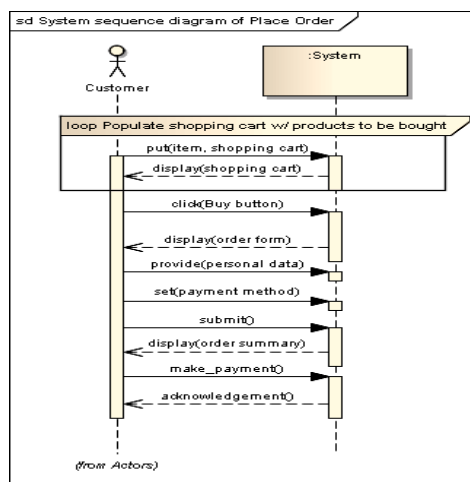 sd System sequence diagram of Place Order
:System
Customer
loop Populate shopping cart w/ products to be bought
put(item, shopping cart)
display(shopping cart)
click(Buy button)
display(order form)
provide(personal data)
set(payment method)
submit()
display(order summary)
make_payment()
acknowledgement()
(from Actors)